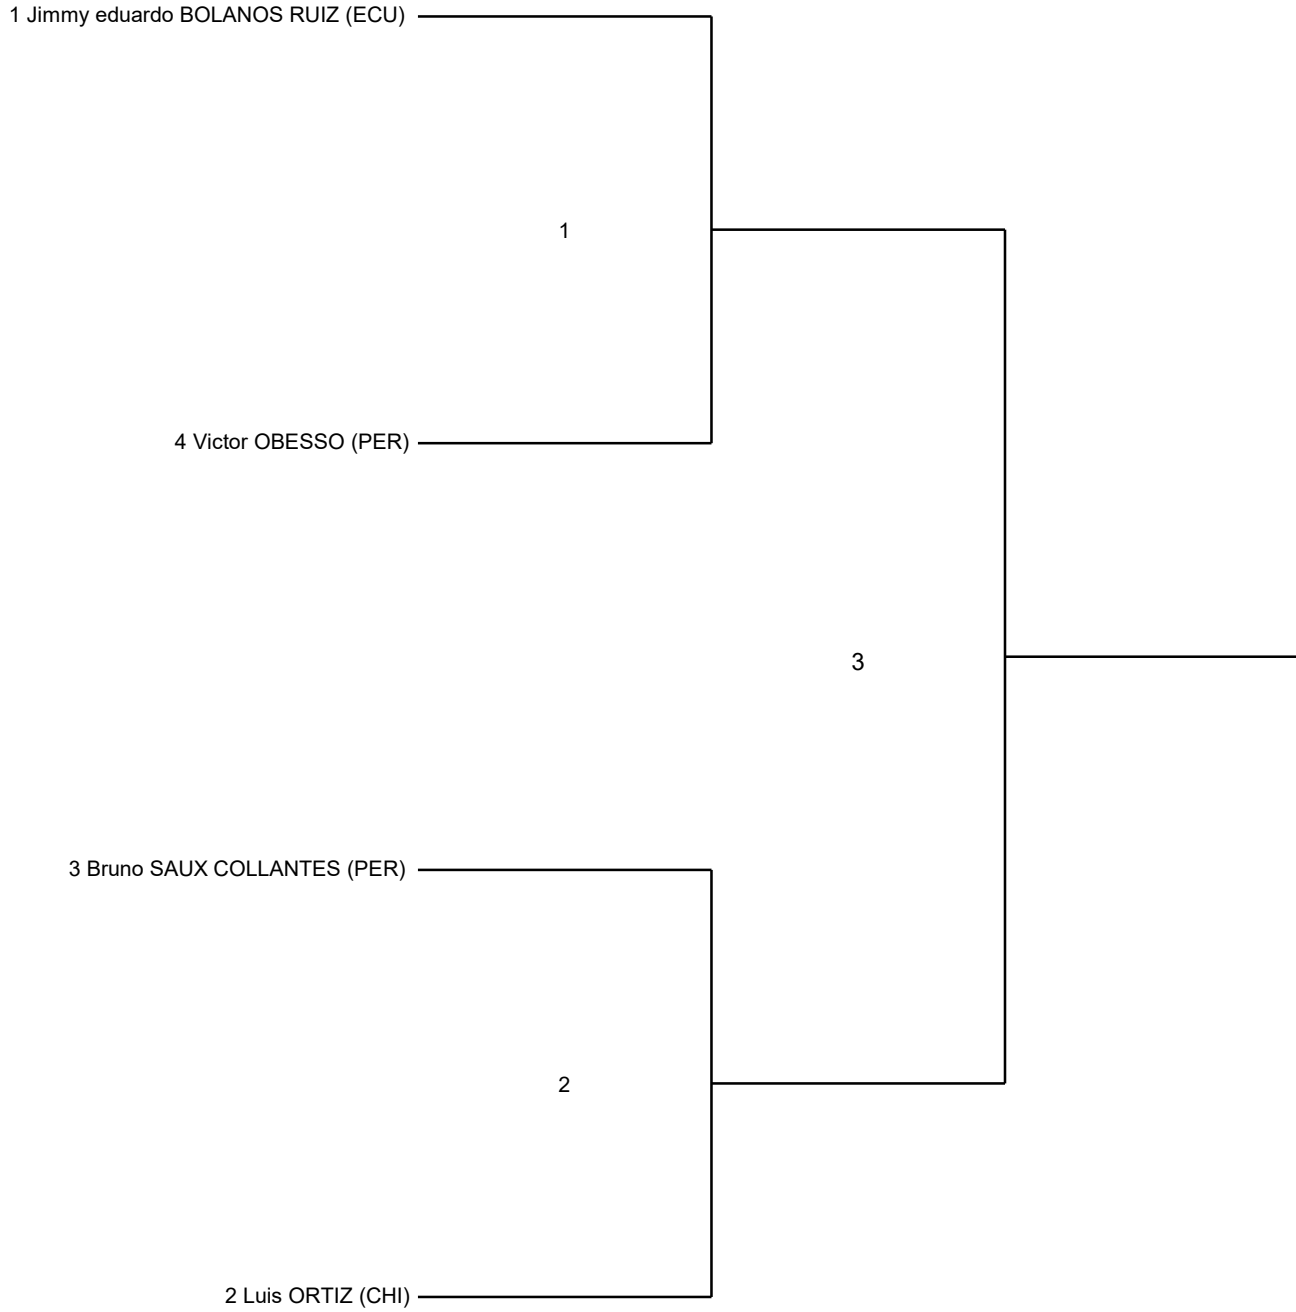 1 Jimmy eduardo BOLANOS RUIZ (ECU)
1
4 Victor OBESSO (PER)
3
3 Bruno SAUX COLLANTES (PER)
2
2 Luis ORTIZ (CHI)